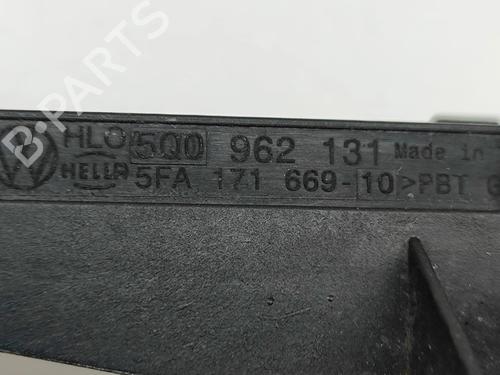 HLO 5Q0 962 131 Made in
HELLA 5FA 171 669-10 >PBT
B-PARTS